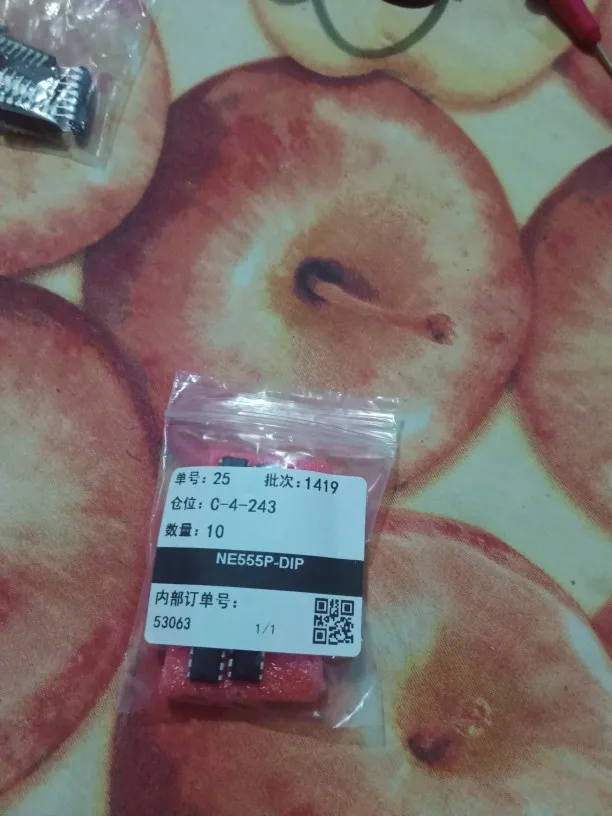 单号: 25 批次: 1419
仓位: C-4-243
数量: 10
NE555P-DIP
内部订单号:
53063 1/1